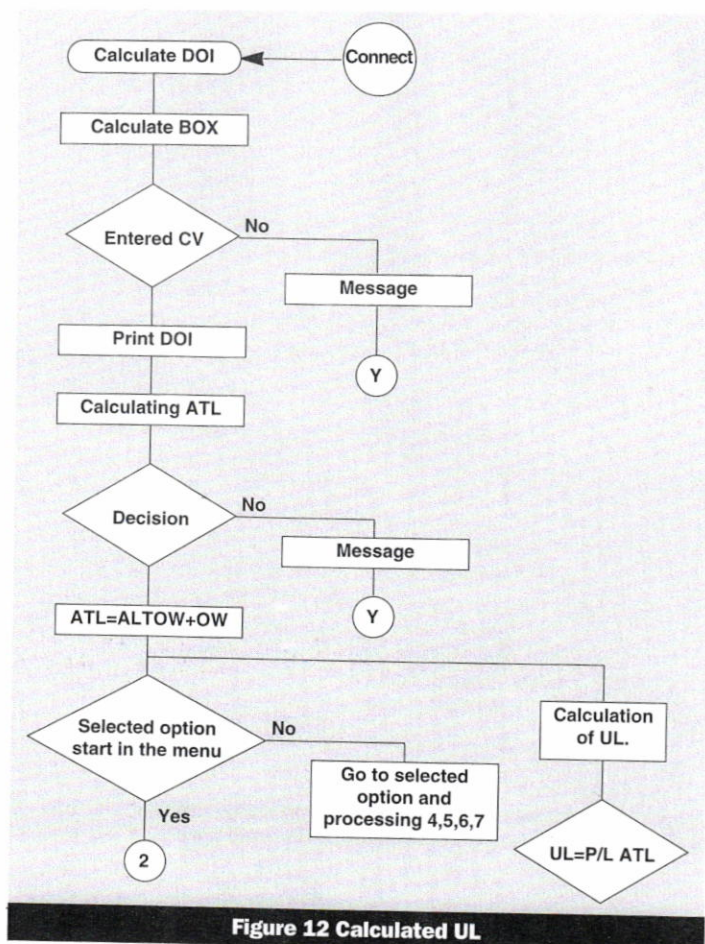 Calculate DOI
Connect
Calculate BOX
Entered CV
No
Message
Y
Print DOI
Calculating ATL
Decision
No
Message
Y
ATL=ALTOW+OW
Selected option
start in the menu
No
Go to selected
option and
processing 4,5,6,7
Yes
2
Calculation
of UL.
UL=P/L ATL
Figure 12 Calculated UL